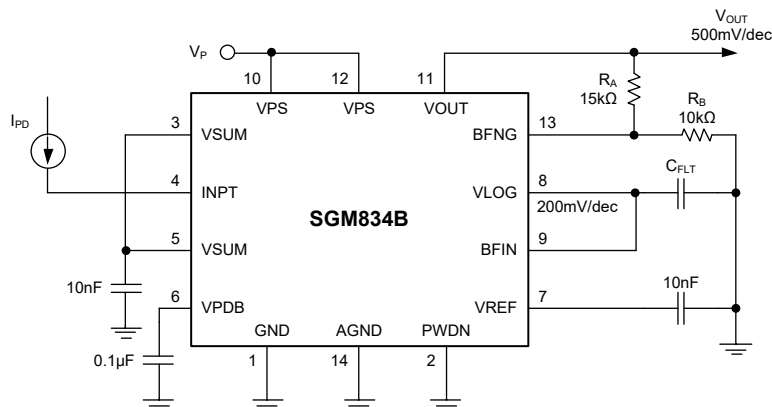 V_OUT
500mV/dec
V_P
10
12
11
R_A
15kΩ
R_B
10kΩ
VPS
VPS
VOUT
I_PD
3
VSUM
BFNG
13
4
INPT
VLOG
8
200mV/dec
C_FLT
SGM834B
5
VSUM
BFIN
9
10nF
6
VPDB
VREF
7
10nF
GND
AGND
PWDN
0.1µF
1
14
2